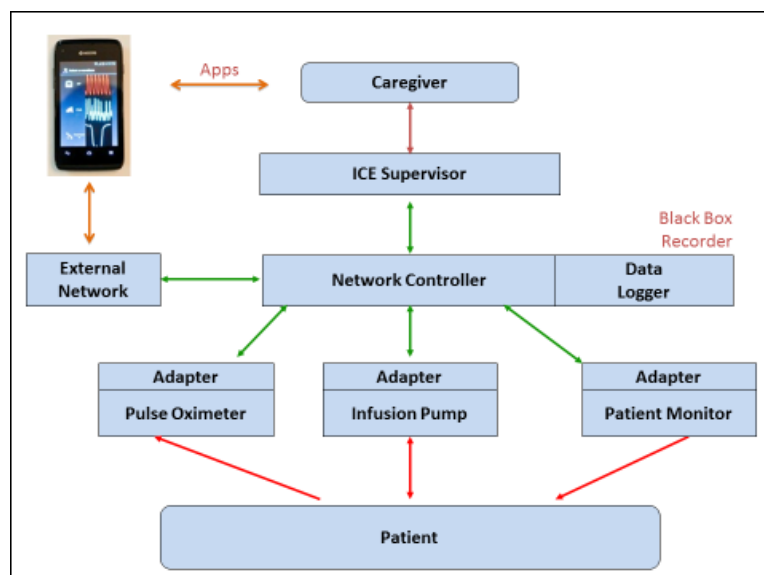 Apps
Caregiver
ICE Supervisor
Black Box
Recorder
External
Network
Network Controller
Data
Logger
Adapter
Pulse Oximeter
Adapter
Infusion Pump
Adapter
Patient Monitor
Patient